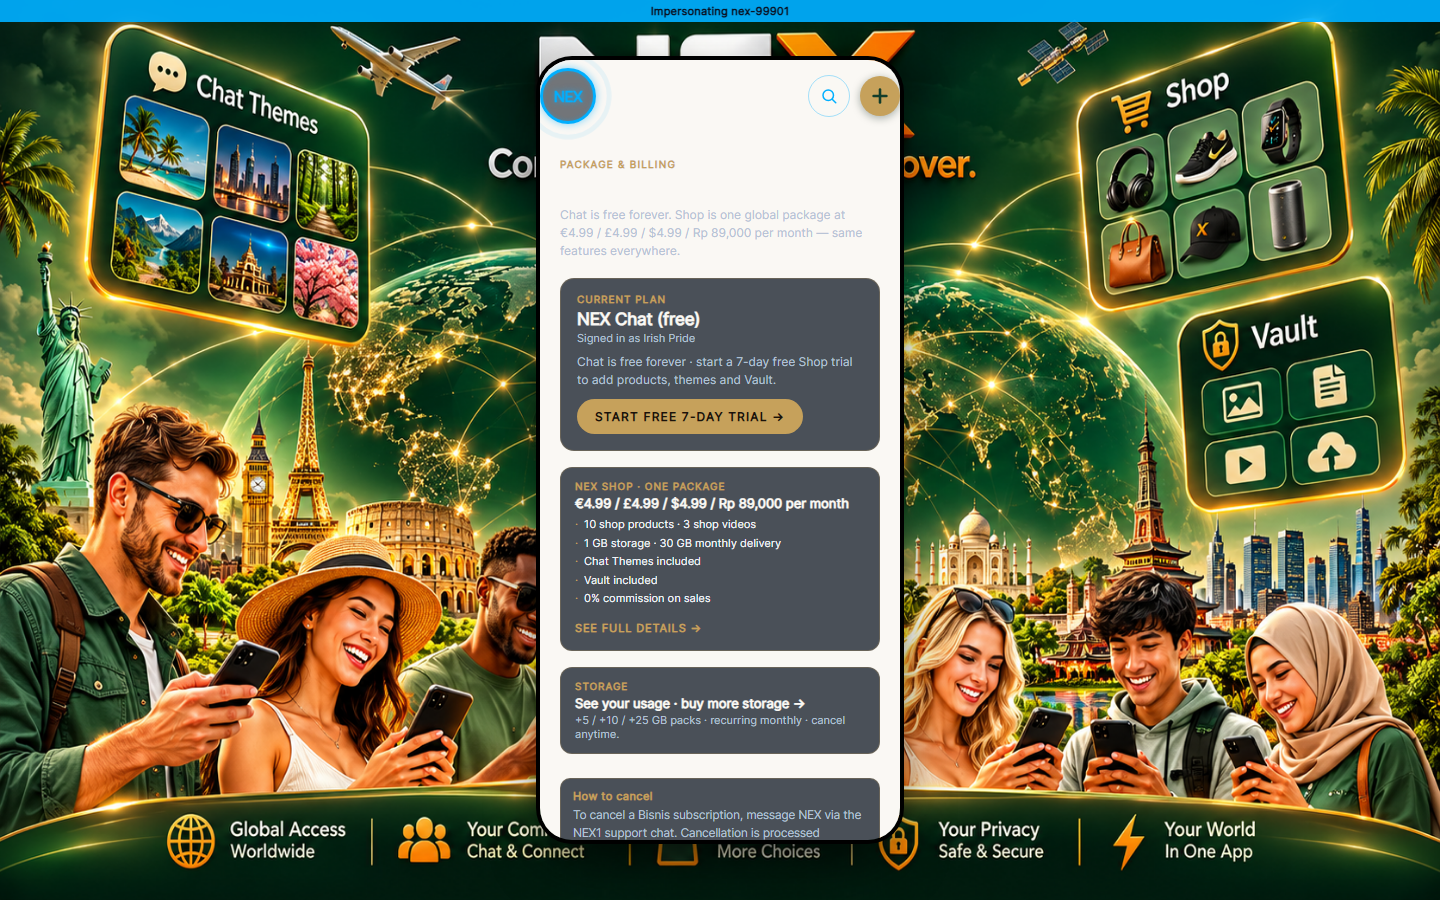 Impersonating nex-99901
NEX
Chat Themes
Shop
Vault
X
Co
over.
NEX
PACKAGE & BILLING
Chat is free forever. Shop is one global package at
€4.99 / £4.99 / $4.99 / Rp 89,000 per month — same
features everywhere.
CURRENT PLAN
NEX Chat (free)
Signed in as Irish Pride
Chat is free forever · start a 7-day free Shop trial
to add products, themes and Vault.
START FREE 7-DAY TRIAL →
NEX SHOP · ONE PACKAGE
€4.99 / £4.99 / $4.99 / Rp 89,000 per month
· 10 shop products · 3 shop videos
· 1 GB storage · 30 GB monthly delivery
· Chat Themes included
· Vault included
· 0% commission on sales
SEE FULL DETAILS →
STORAGE
See your usage · buy more storage →
+5 / +10 / +25 GB packs · recurring monthly · cancel
anytime.
How to cancel
To cancel a Bisnis subscription, message NEX via the
NEX1 support chat. Cancellation is processed
Global Access
Worldwide
Your Com
Chat & Connect
More Choices
Your Privacy
Safe & Secure
Your World
In One App